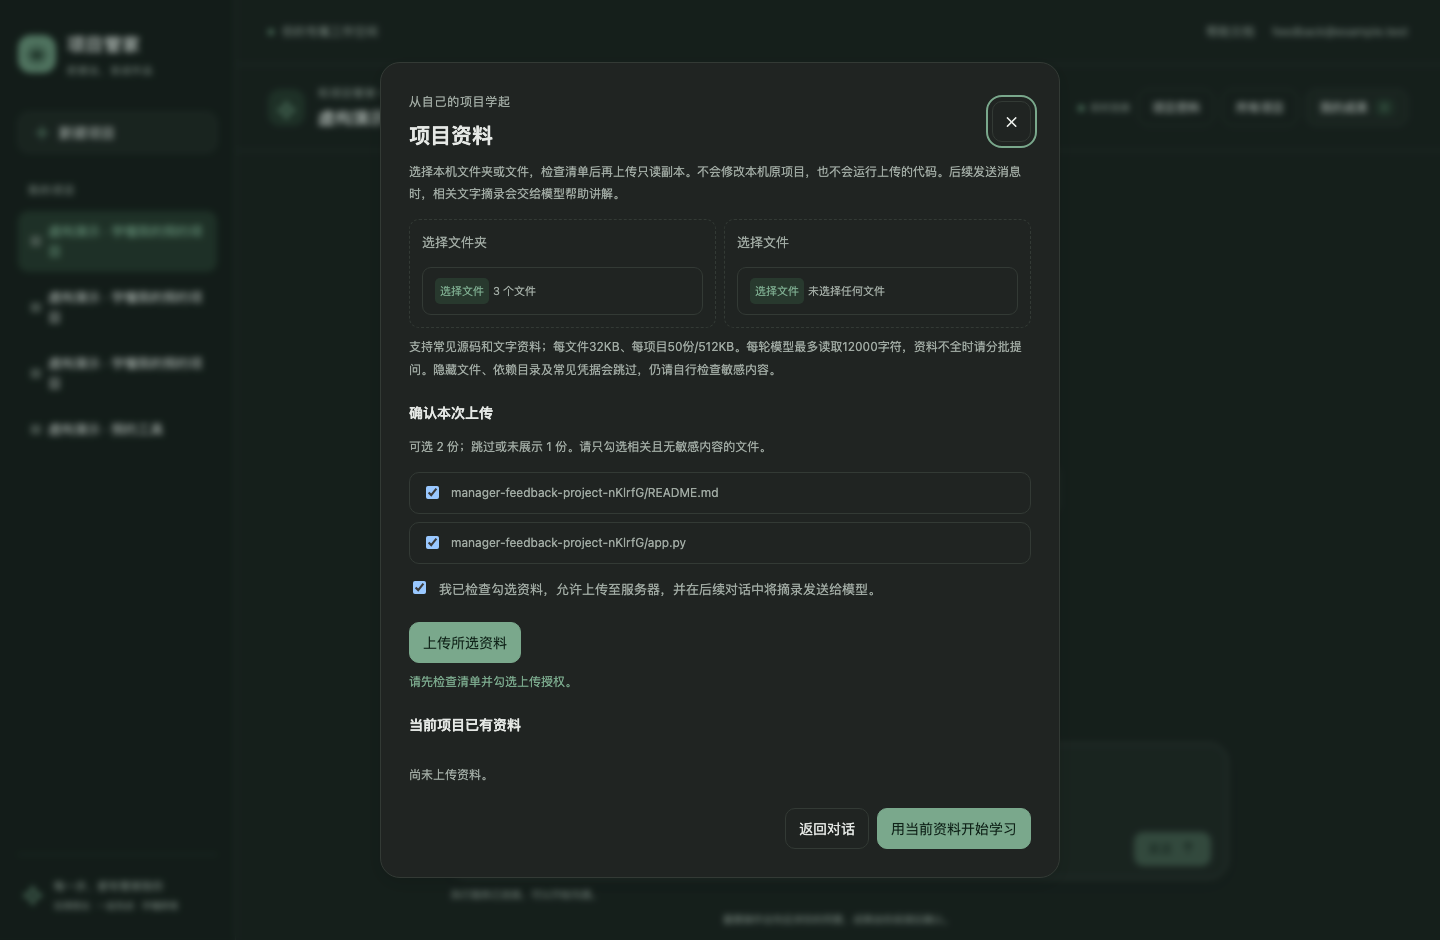 从自己的项目学起
项目资料
选择本机文件夹或文件，检查清单后再上传只读副本。不会修改本机原项目，也不会运行上传的代码。后续发送消息
时，相关文字摘录会交给模型帮助讲解。
选择文件夹
选择文件 3 个文件
选择文件
选择文件 未选择任何文件
支持常见源码和文字资料；每文件32KB、每项目50份/512KB。每轮模型最多读取12000字符，资料不全时请分批提
问。隐藏文件、依赖目录及常见凭据会跳过，仍请自行检查敏感内容。
确认本次上传
可选 2 份；跳过或未展示 1 份。请只勾选相关且无敏感内容的文件。
manager-feedback-project-nKlrfG/README.md
manager-feedback-project-nKlrfG/app.py
我已检查勾选资料，允许上传至服务器，并在后续对话中将摘录发送给模型。
上传所选资料
请先检查清单并勾选上传授权。
当前项目已有资料
尚未上传资料。
返回对话
用当前资料开始学习